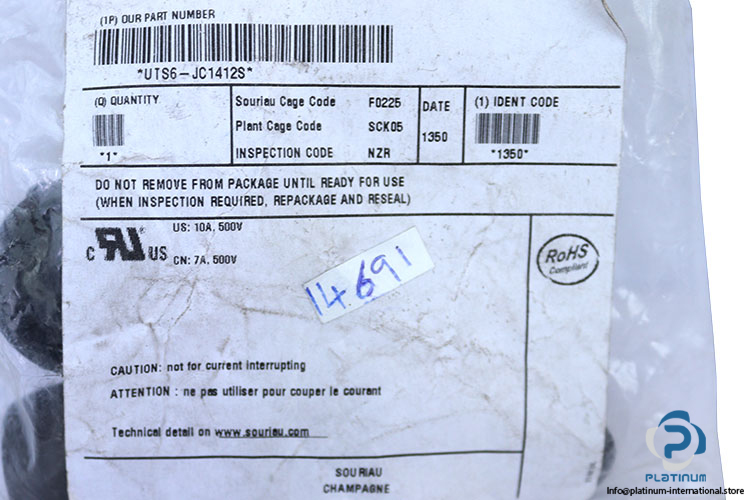 (1P) OUR PART NUMBER
*UTS6-JC1412S*
(Q) QUANTITY
*1*
Souriau Cage Code F0225
Plant Cage Code SCK05
INSPECTION CODE NZR
DATE
1350
(1) IDENT CODE
*1350*
DO NOT REMOVE FROM PACKAGE UNTIL READY FOR USE
(WHEN INSPECTION REQUIRED, REPACKAGE AND RESEAL)
C RU US
US: 10A, 500V
CN: 7A, 500V
14691
RoHS
Compliant
CAUTION: not for current interrupting
ATTENTION : ne pas utiliser pour couper le courant
Technical detail on www.souriau.com
SOURIAU
CHAMPAGNE
PLATINUM
Info@platinum-international.store